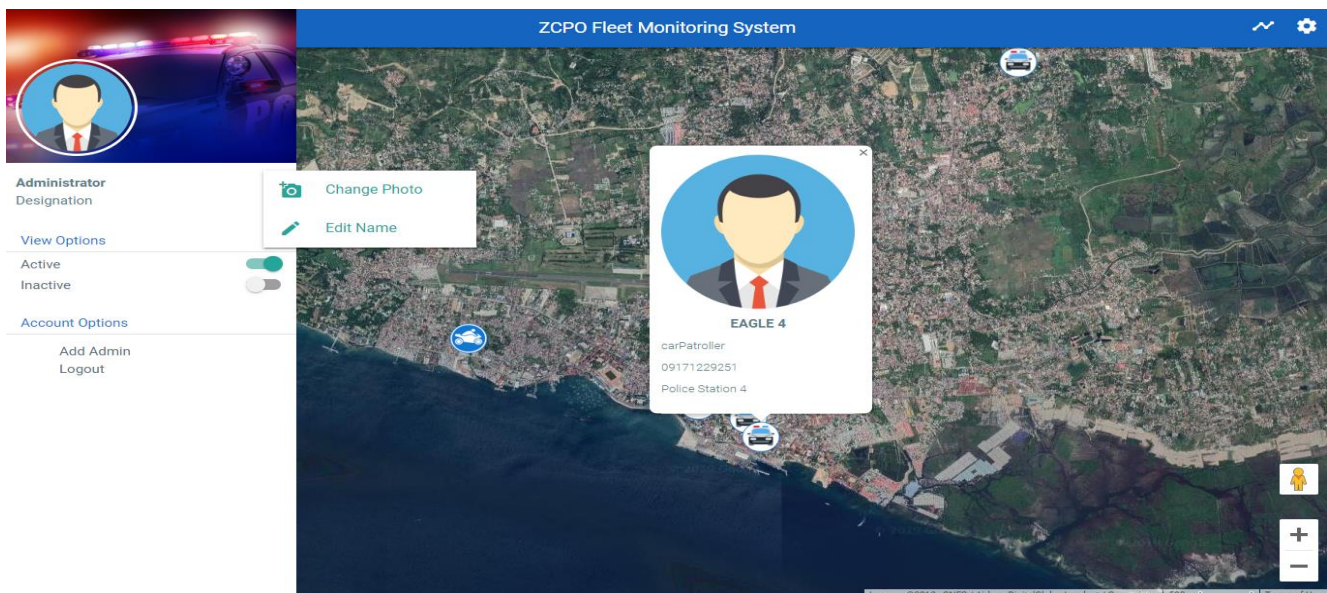 ZCPO Fleet Monitoring System
Administrator
Designation
Change Photo
Edit Name
View Options
Active
Inactive
Account Options
Add Admin
Logout
×
EAGLE 4
carPatroller
09171229251
Police Station 4
+
−